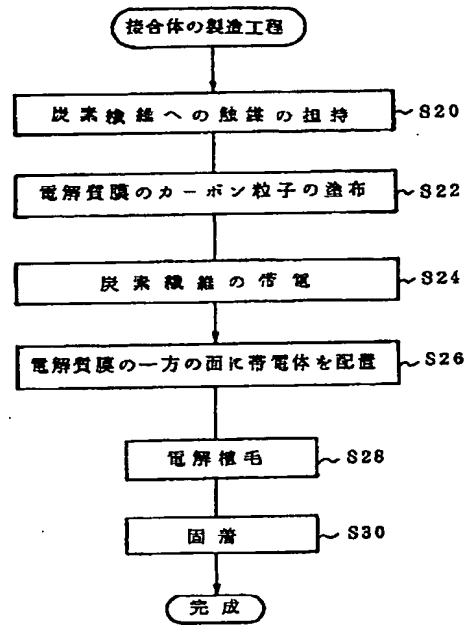 接合体の製造工程
炭素繊維への触媒の担持
S20
電解質膜のカーボン粒子の塗布
S22
炭素繊維の帯電
S24
電解質膜の一方の面に帯電体を配置
S26
電解植毛
S28
固着
S30
完成